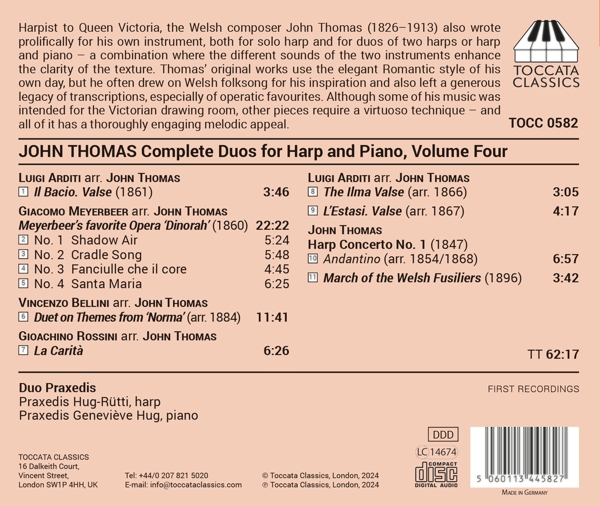 Harpist to Queen Victoria, the Welsh composer John Thomas (1826–1913) also wrote
prolifically for his own instrument, both for solo harp and for duos of two harps or harp
and piano – a combination where the different sounds of the two instruments enhance
the clarity of the texture. Thomas’ original works use the elegant Romantic style of his
own day, but he often drew on Welsh folksong for his inspiration and also left a generous
legacy of transcriptions, especially of operatic favourites. Although some of his music was
intended for the Victorian drawing room, other pieces require a virtuoso technique – and
all of it has a thoroughly engaging melodic appeal.
TOCCATA
CLASSICS
TOCC 0582
JOHN THOMAS Complete Duos for Harp and Piano, Volume Four
LUIGI ARDITI arr. JOHN THOMAS
1 Il Bacio. Valse (1861) 3:46
GIACOMO MEYERBEER arr. JOHN THOMAS
Meyerbeer’s favorite Opera ‘Dinorah’ (1860) 22:22
2 No. 1 Shadow Air 5:24
3 No. 2 Cradle Song 5:48
4 No. 3 Fanciulle che il core 4:45
5 No. 4 Santa Maria 6:25
VINCENZO BELLINI arr. JOHN THOMAS
6 Duet on Themes from ‘Norma’ (arr. 1884) 11:41
GIOACHINO ROSSINI arr. JOHN THOMAS
7 La Carità 6:26
LUIGI ARDITI arr. JOHN THOMAS
8 The Ilma Valse (arr. 1866) 3:05
9 L’Estasi. Valse (arr. 1867) 4:17
JOHN THOMAS
Harp Concerto No. 1 (1847)
10 Andantino (arr. 1854/1868) 6:57
11 March of the Welsh Fusiliers (1896) 3:42
TT 62:17
Duo Praxedis
Praxedis Hug-Rütti, harp
Praxedis Geneviève Hug, piano
FIRST RECORDINGS
TOCCATA CLASSICS
16 Dalkeith Court,
Vincent Street,
London SW1P 4HH, UK
Tel: +44/0 207 821 5020
E-mail: info@toccataclassics.com
© Toccata Classics, London, 2024
℗ Toccata Classics, London, 2024
DDD
LC 14674
COMPACT
disc
DIGITAL AUDIO
5 060113 445827
MADE IN GERMANY